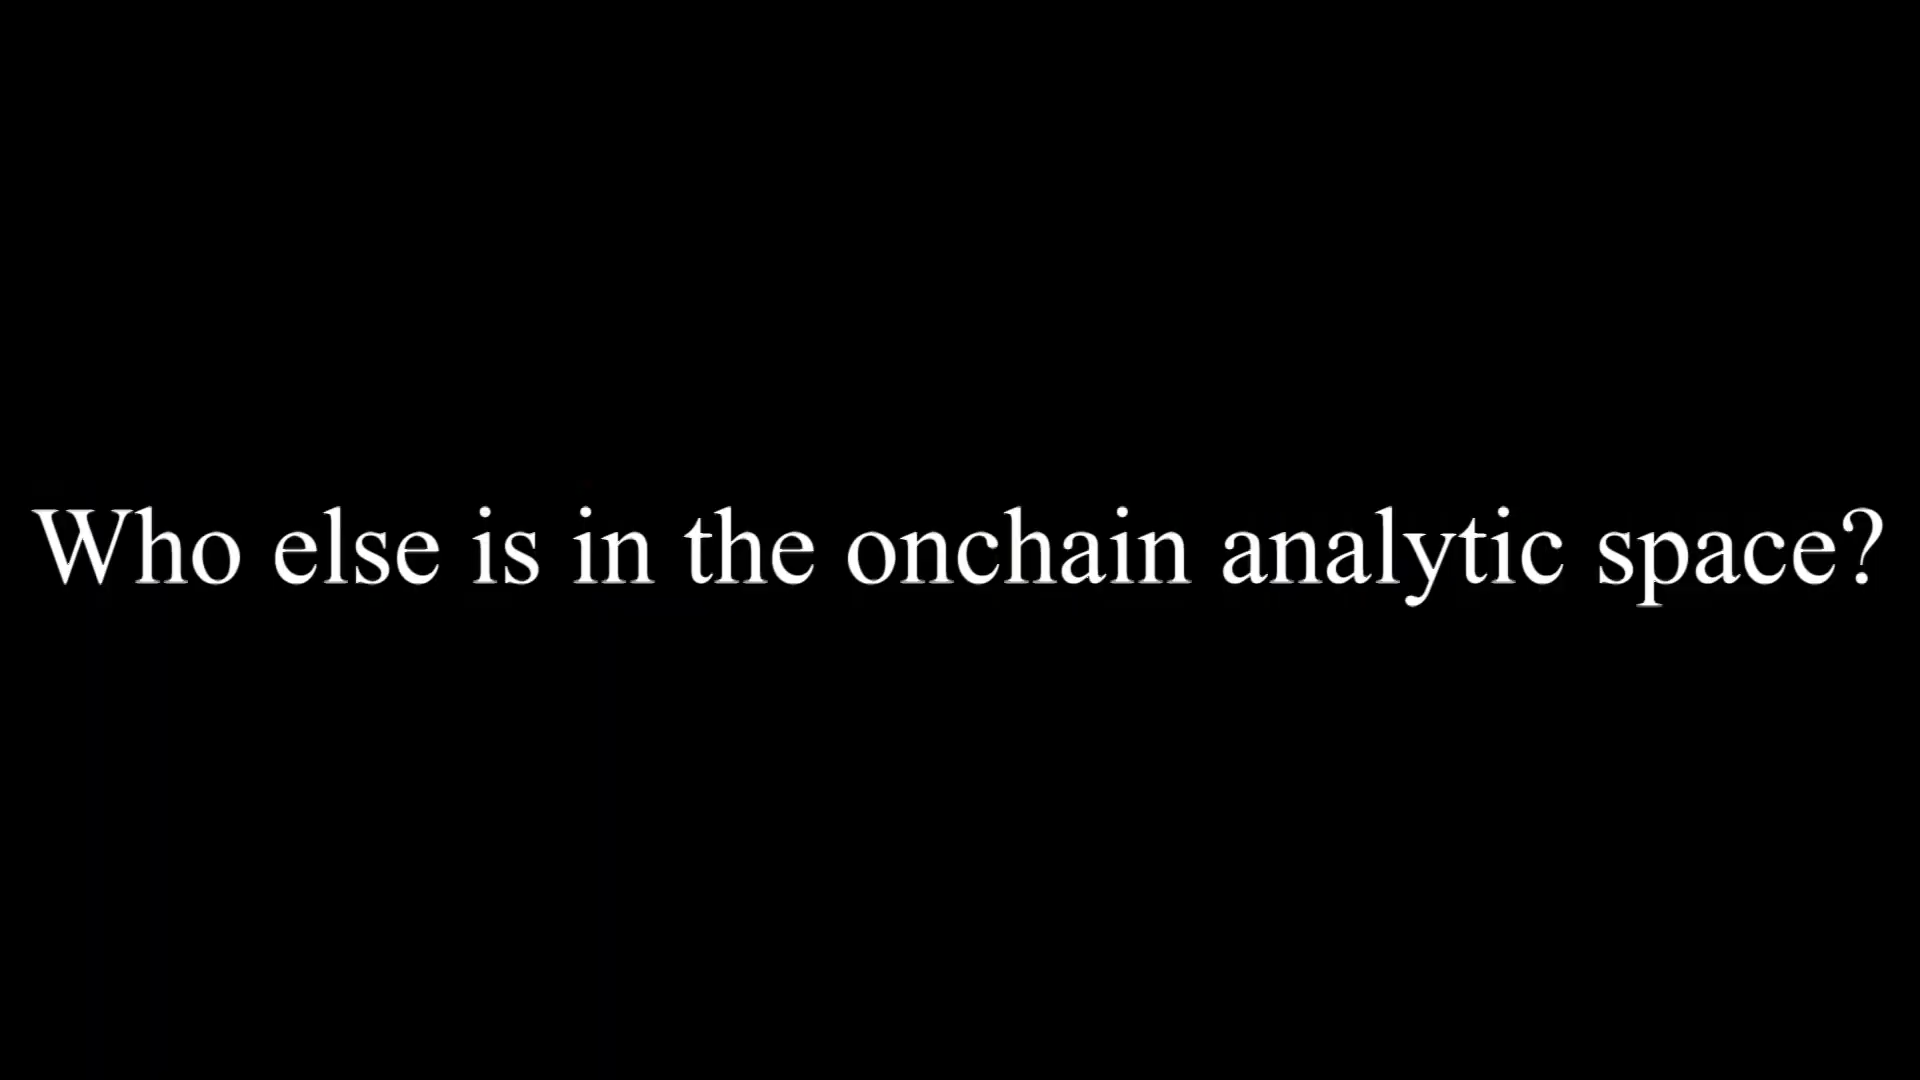 Who else is in the onchain analytic space?